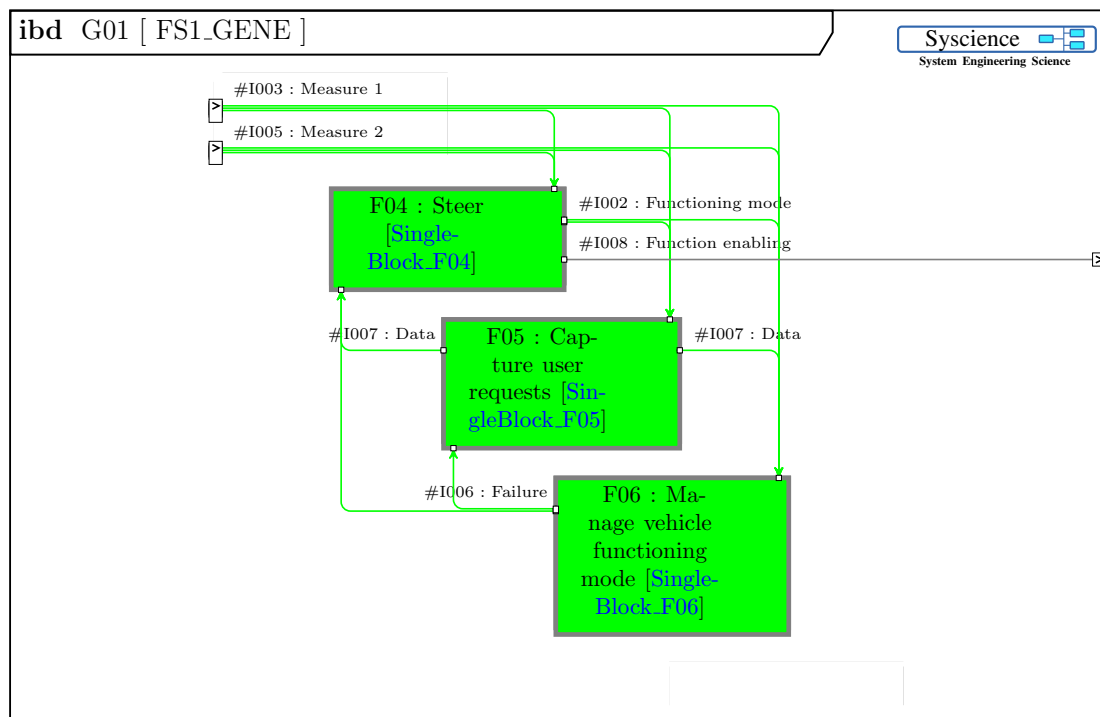 ibd G01 [ FS1_GENE ]
Syscience
System Engineering Science
#I003 : Measure 1
#I005 : Measure 2
F04 : Steer
[Single-
Block_F04]
#I002 : Functioning mode
#I008 : Function enabling
#I007 : Data
F05 : Cap-
ture user
requests [Sin-
gleBlock_F05]
#I007 : Data
#I006 : Failure
F06 : Ma-
nage vehicle
functioning
mode [Single-
Block_F06]